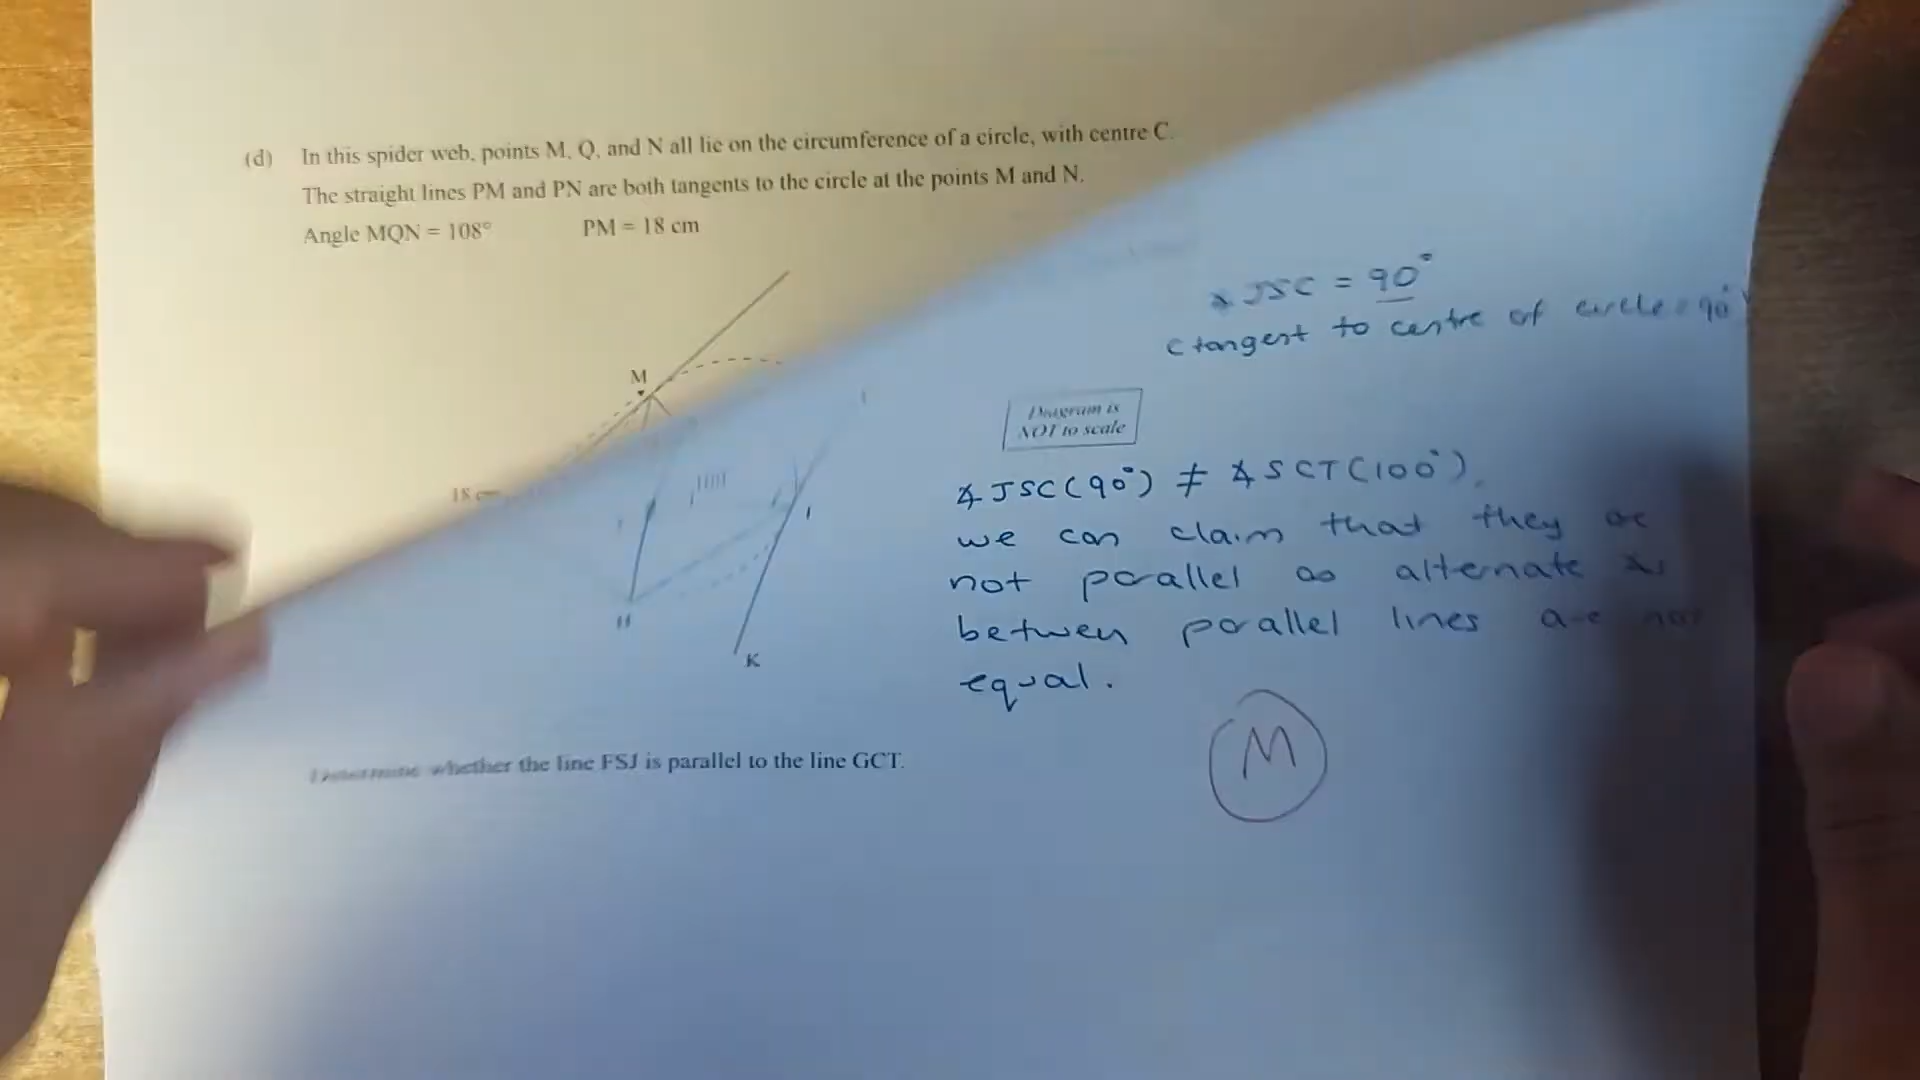 (d) In this spider web, points M, Q, and N all lie on the circumference of a circle, with centre C.
The straight lines PM and PN are both tangents to the circle at the points M and N.
Angle MQN = 108° PM = 18 cm
∡JSC = 90°
(tangent to centre of circle = 90°)
M
Diagram is
NOT to scale
18
∡JSC(90°) ≠ ∡SCT(100°).
we can claim that they are
not parallel as alternate ∡s
between parallel lines are not
equal.
H
K
M
whether the line FSJ is parallel to the line GCT.